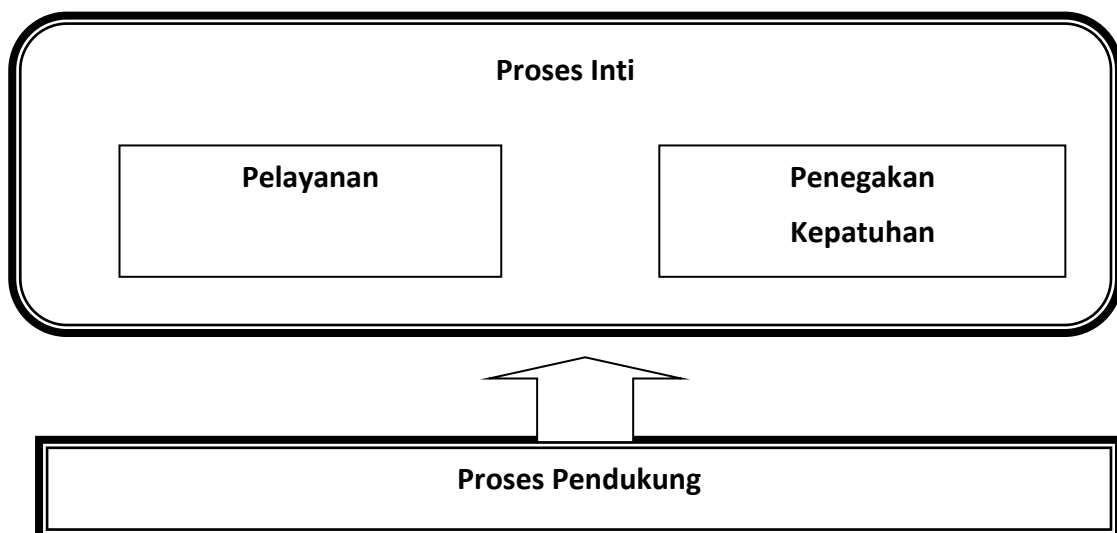 Proses Inti
Pelayanan
Penegakan
Kepatuhan
Proses Pendukung